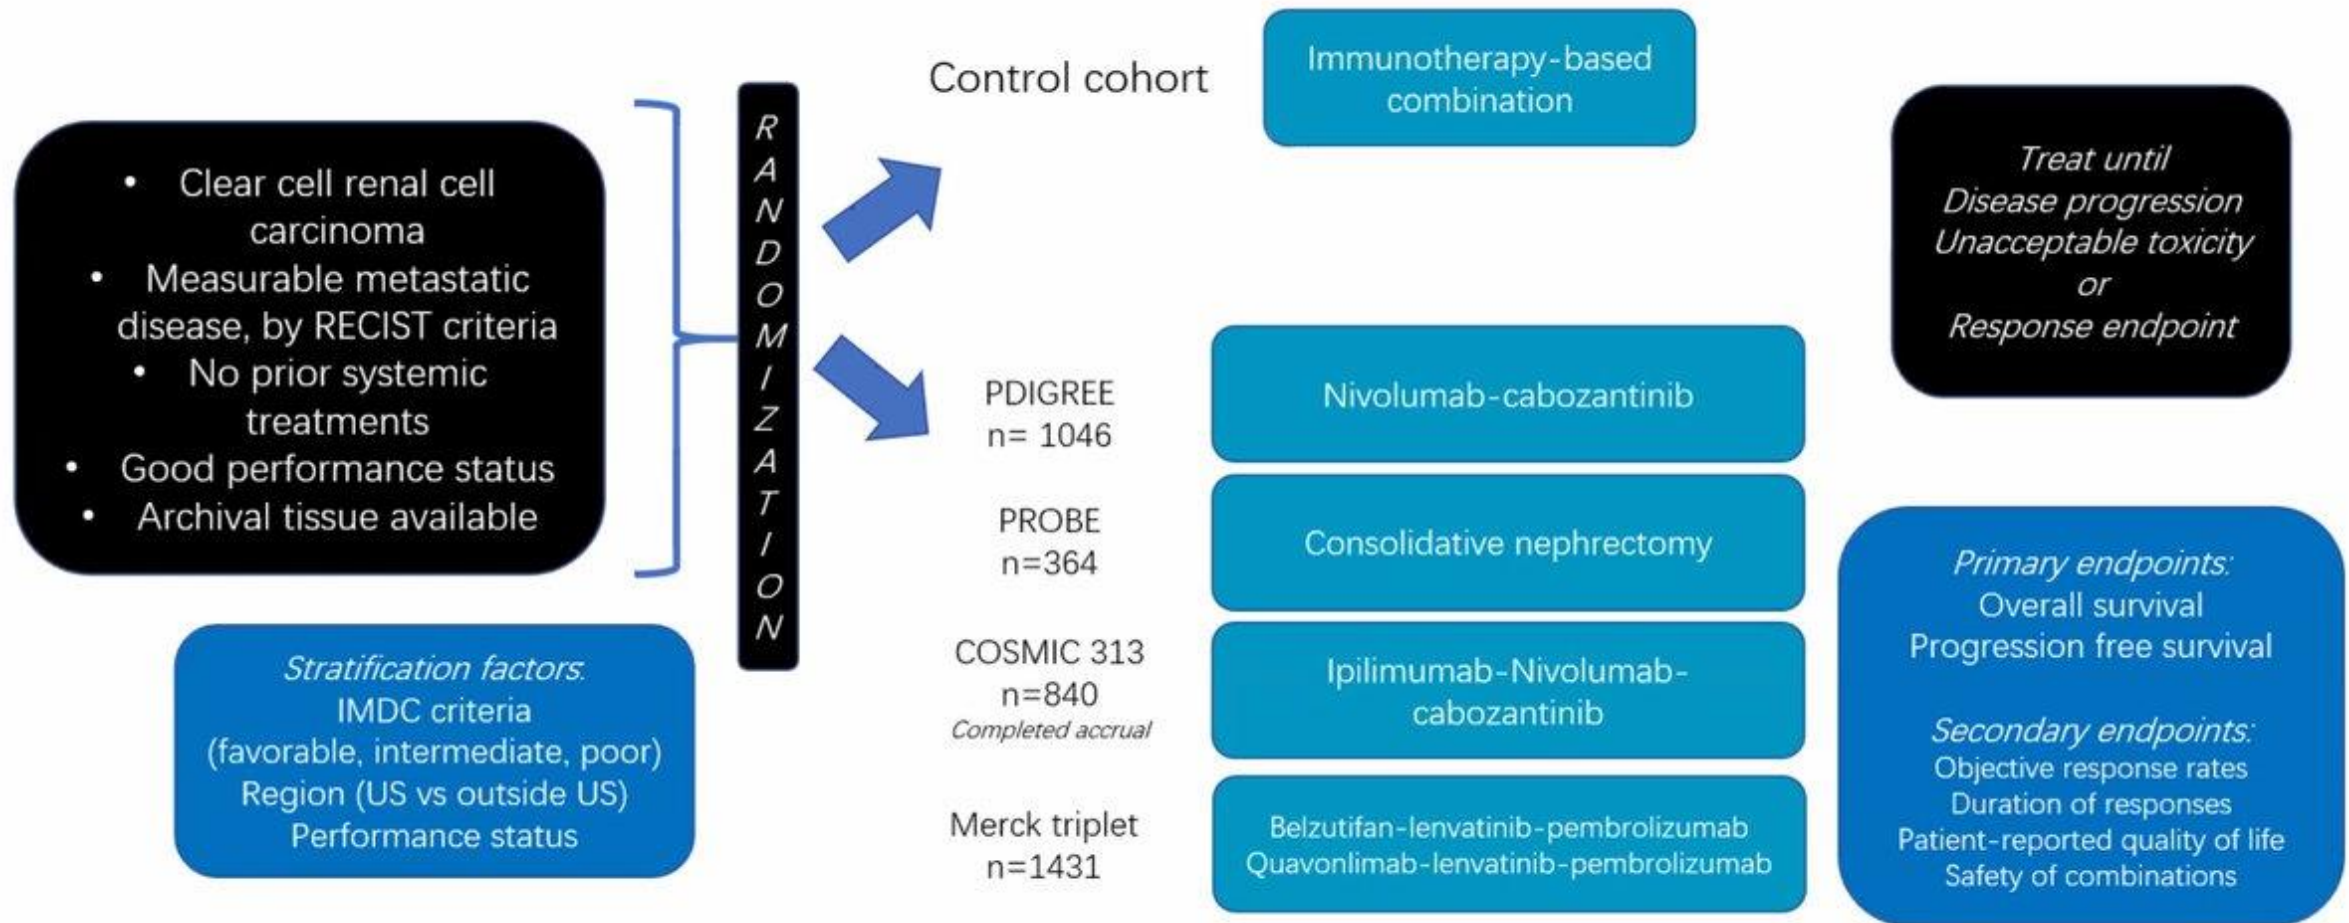 • Clear cell renal cell
carcinoma
• Measurable metastatic
disease, by RECIST criteria
• No prior systemic
treatments
• Good performance status
• Archival tissue available
Stratification factors:
IMDC criteria
(favorable, intermediate, poor)
Region (US vs outside US)
Performance status
RANDOMIZATION
Control cohort
Immunotherapy-based
combination
PDIGREE
n= 1046
Nivolumab-cabozantinib
PROBE
n=364
Consolidative nephrectomy
COSMIC 313
n=840
Completed accrual
Ipilimumab-Nivolumab-
cabozantinib
Merck triplet
n=1431
Belzutifan-lenvatinib-pembrolizumab
Quavonlimab-lenvatinib-pembrolizumab
Treat until
Disease progression
Unacceptable toxicity
or
Response endpoint
Primary endpoints:
Overall survival
Progression free survival
Secondary endpoints:
Objective response rates
Duration of responses
Patient-reported quality of life
Safety of combinations